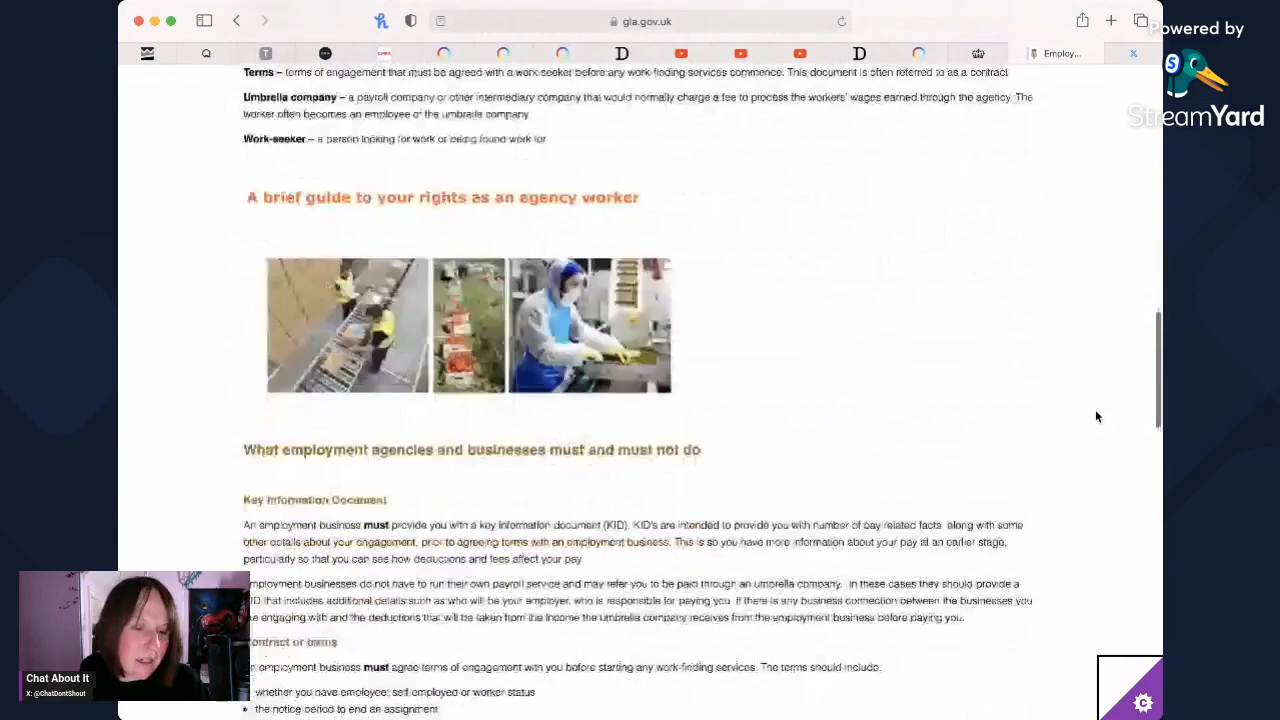 gla.gov.uk
Powered by
StreamYard
Employ...
Terms – terms of engagement that must be agreed with a work seeker before any work-finding services commence. This document is often referred to as a contract
Umbrella company – a payroll company or other intermediary company that would normally charge a fee to process the workers' wages earned through the agency. The
worker often becomes an employee of the umbrella company
Work-seeker – a person looking for work or being found work for
A brief guide to your rights as an agency worker
What employment agencies and businesses must and must not do
Key Information Document
An employment business must provide you with a key information document (KID). KID's are intended to provide you with number of pay related facts along with some
other details about your engagement, prior to agreeing terms with an employment business. This is so you have more information about your pay at an earlier stage,
particularly so that you can see how deductions and fees affect your pay
mployment businesses do not have to run their own payroll service and may refer you to be paid through an umbrella company. In these cases they should provide a
ID that includes additional details such as who will be your employer, who is responsible for paying you if there is any business connection between the businesses you
e engaging with and the deductions that will be taken from the income the umbrella company receives from the employment business before paying you.
ontract or terms
n employment business must agree terms of engagement with you before starting any work-finding services. The terms should include:
whether you have employee, self-employed or worker status
the notice period to end an assignment
Chat About It
X: @ChatDontShout